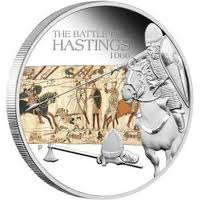 THE BATTLE OF
HASTINGS
1066
P